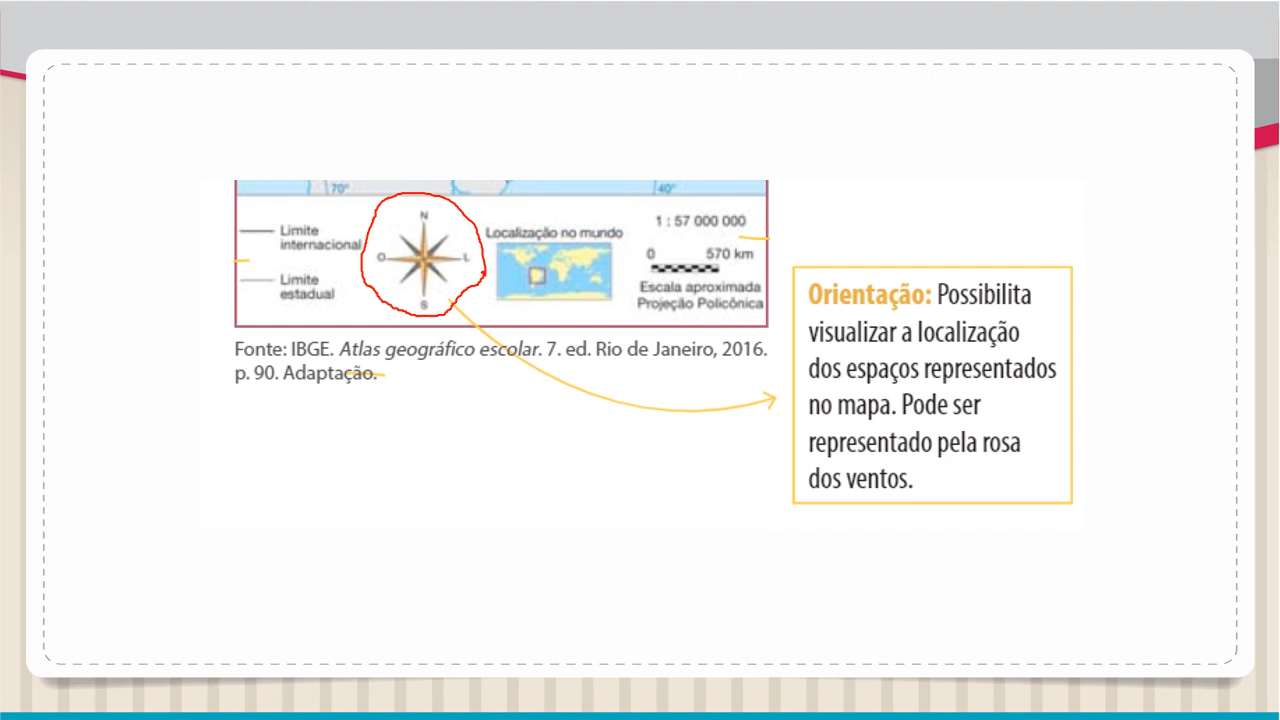 70°
40°
Limite
internacional
Limite
estadual
N
O
L
S
Localização no mundo
1 : 57 000 000
0 570 km
Escala aproximada
Projeção Policônica
Fonte: IBGE. Atlas geográfico escolar. 7. ed. Rio de Janeiro, 2016.
p. 90. Adaptação.
Orientação: Possibilita
visualizar a localização
dos espaços representados
no mapa. Pode ser
representado pela rosa
dos ventos.